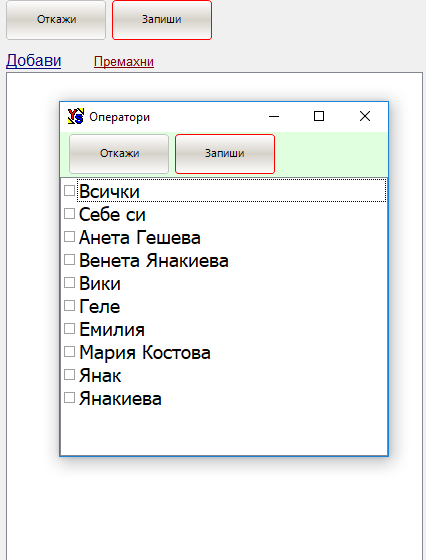 Откажи Запиши
Добави Премахни
Оператори
Откажи Запиши
Всички
Себе си
Анета Гешева
Венета Янакиева
Вики
Геле
Емилия
Мария Костова
Янак
Янакиева